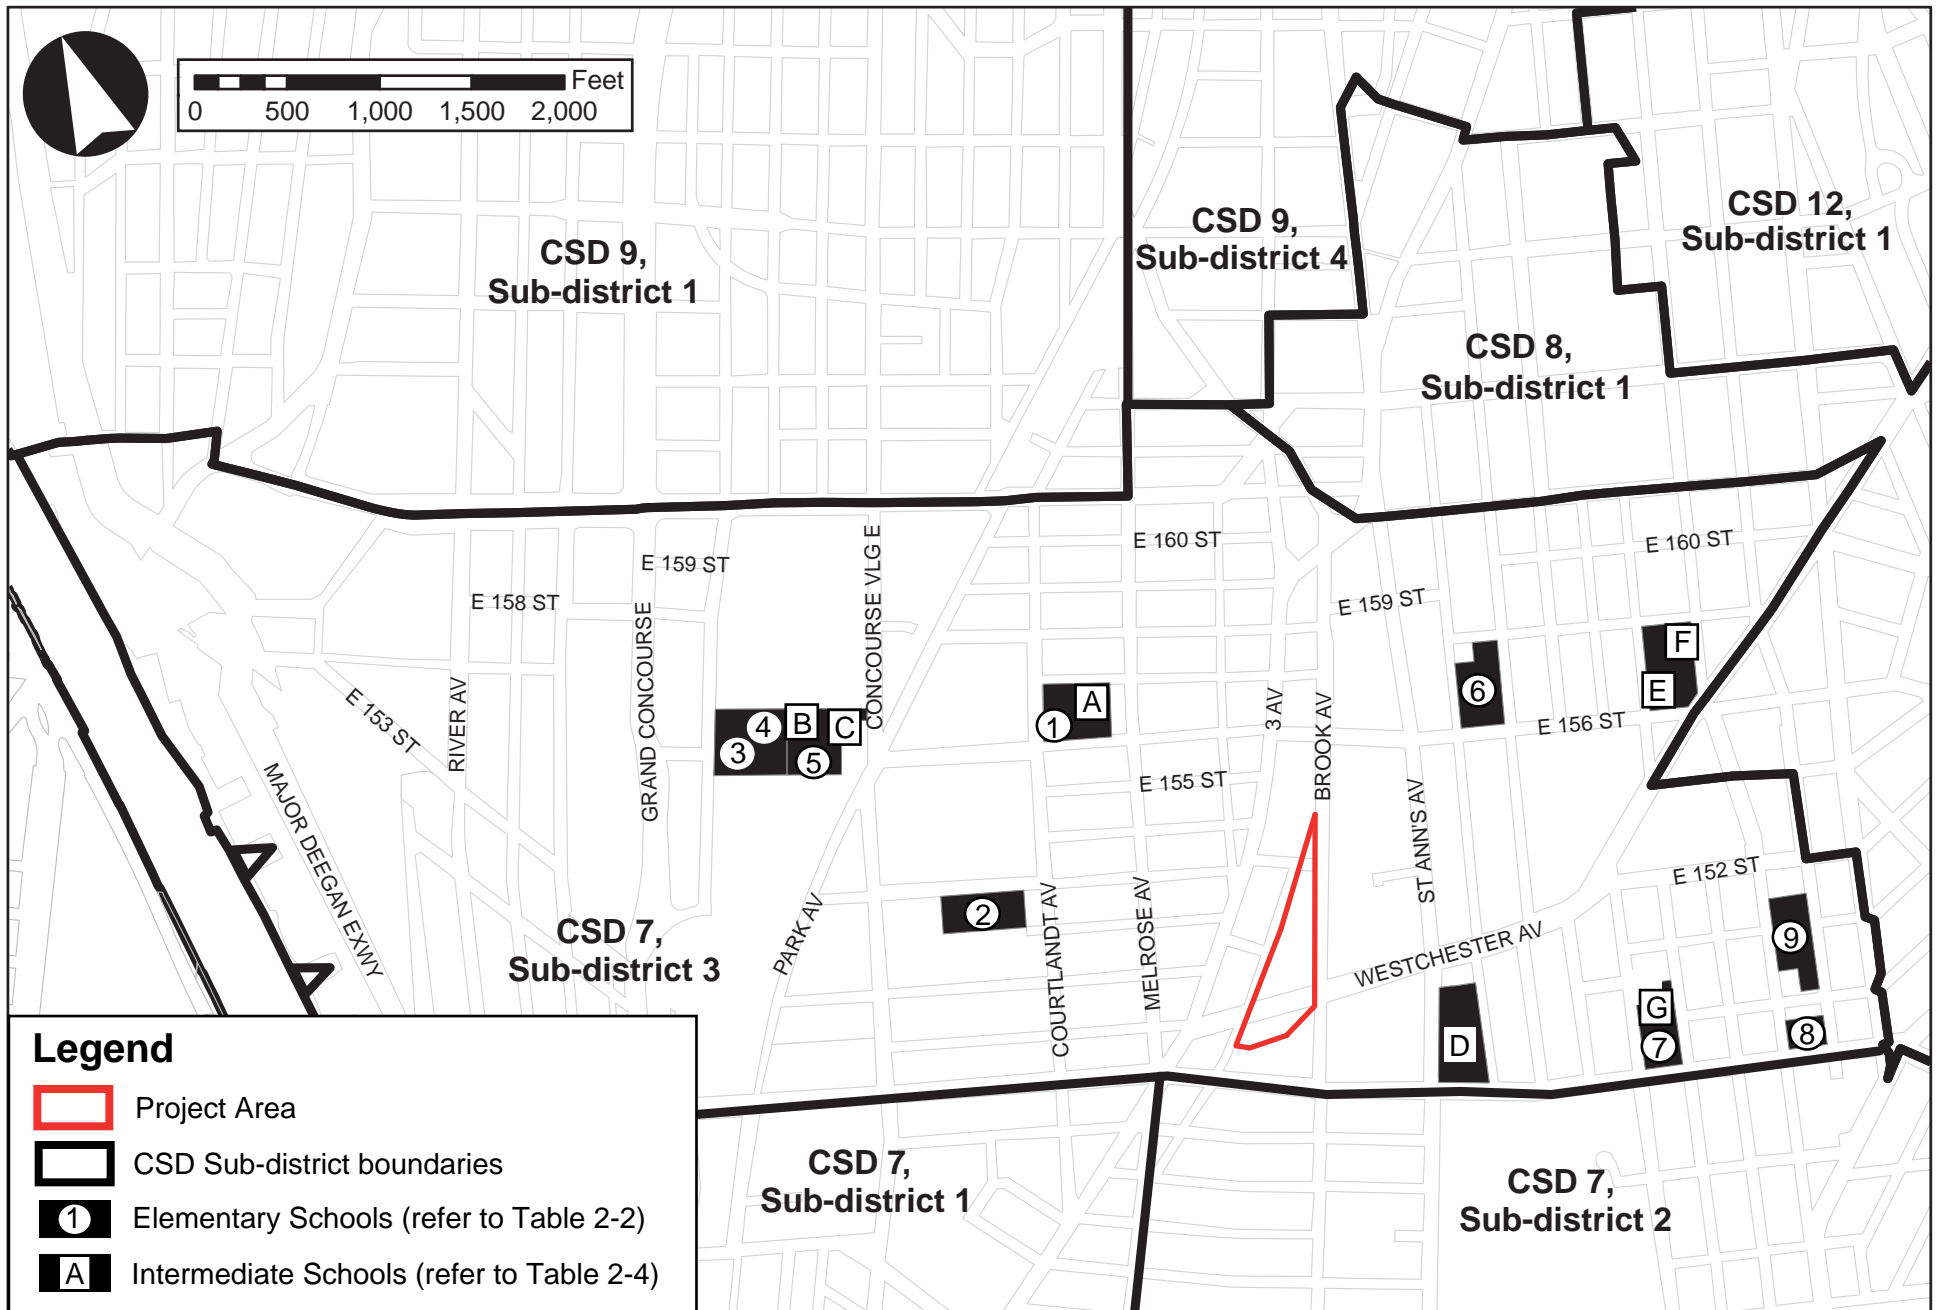 Feet
0 500 1,000 1,500 2,000
CSD 9,
Sub-district 1
CSD 9,
Sub-district 4
CSD 12,
Sub-district 1
CSD 8,
Sub-district 1
E 159 ST
E 158 ST
E 160 ST
E 160 ST
E 159 ST
CONCOURSE VLG E
GRAND CONCOURSE
RIVER AV
E 153 ST
MAJOR DEEGAN EXWY
3 AV
BROOK AV
E 156 ST
E 155 ST
ST ANN'S AV
E 152 ST
PARK AV
COURTLANDT AV
MELROSE AV
WESTCHESTER AV
F
E
6
A
1
4
B
C
3
5
2
9
G
7
8
D
CSD 7,
Sub-district 3
CSD 7,
Sub-district 1
CSD 7,
Sub-district 2
Legend
Project Area
CSD Sub-district boundaries
1 Elementary Schools (refer to Table 2-2)
A Intermediate Schools (refer to Table 2-4)